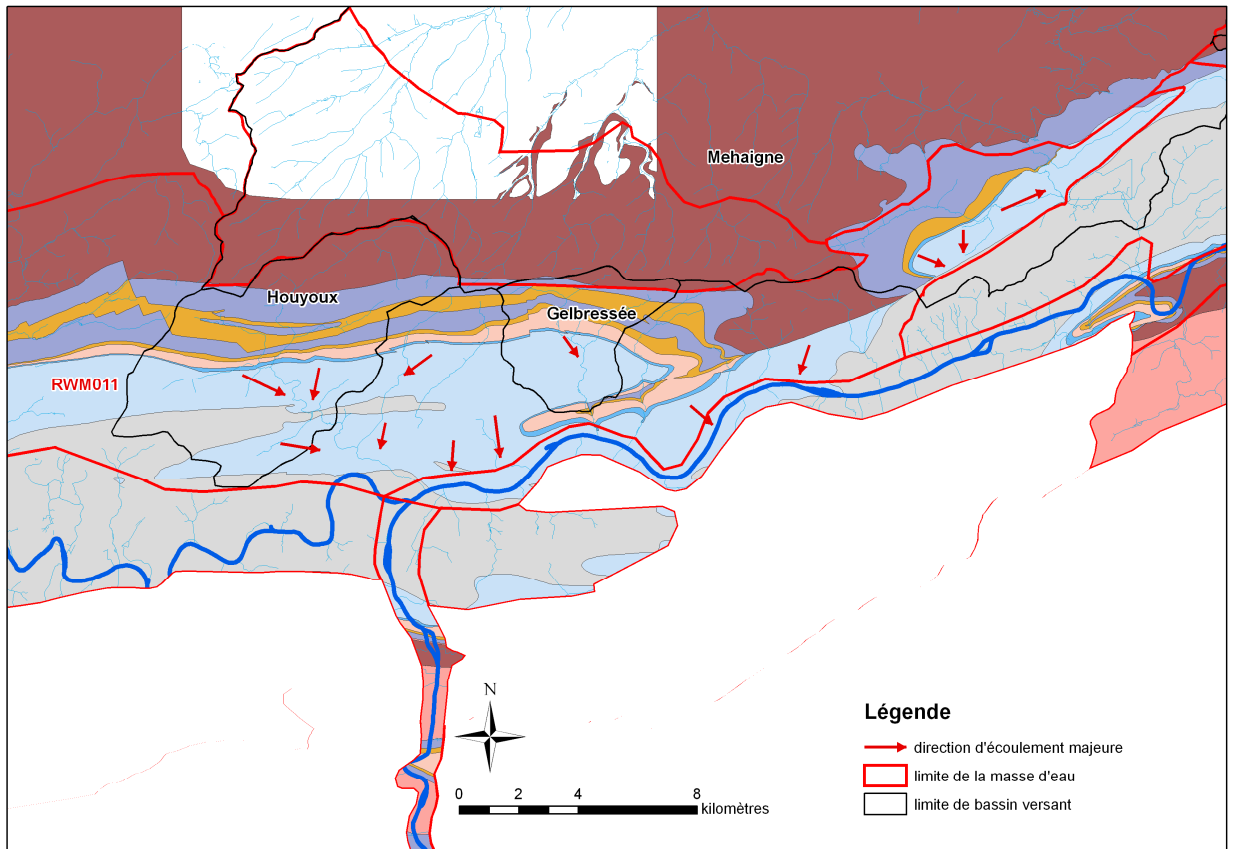 Mehaigne
Houyoux
Gelbressée
RWM011
N
0 2 4 8
kilomètres
Légende
direction d'écoulement majeure
limite de la masse d'eau
limite de bassin versant